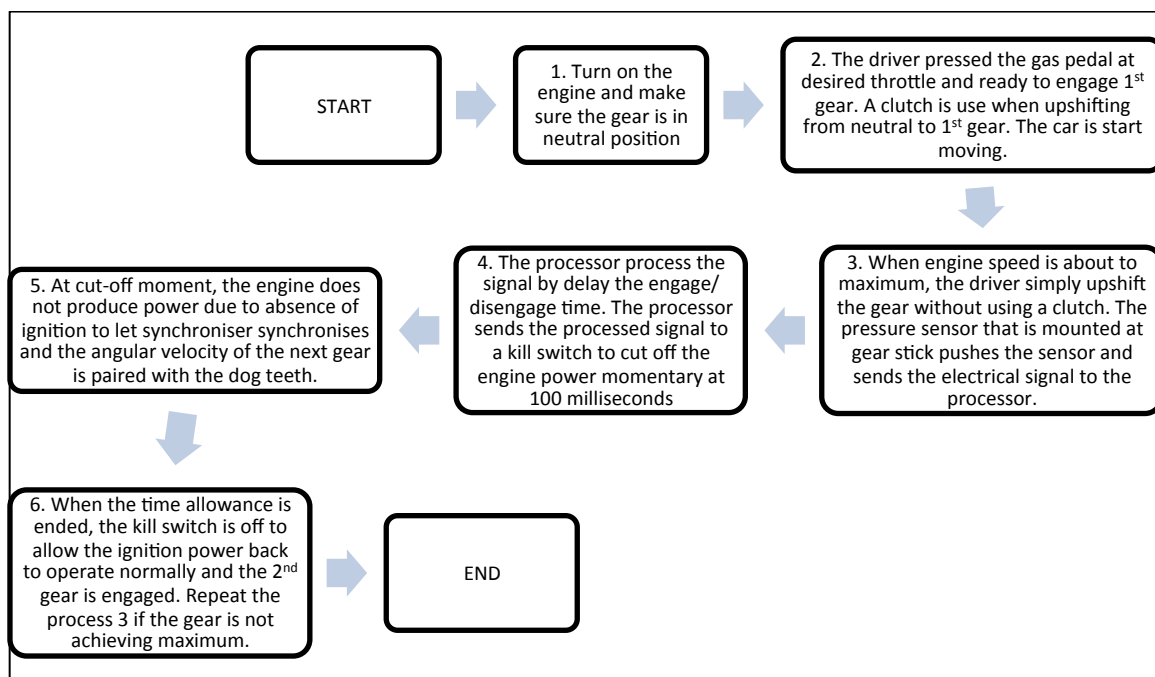 START
1. Turn on the
engine and make
sure the gear is in
neutral position
2. The driver pressed the gas pedal at
desired throttle and ready to engage 1st
gear. A clutch is use when upshifting
from neutral to 1st gear. The car is start
moving.
3. When engine speed is about to
maximum, the driver simply upshift
the gear without using a clutch. The
pressure sensor that is mounted at
gear stick pushes the sensor and
sends the electrical signal to the
processor.
4. The processor process the
signal by delay the engage/
disengage time. The processor
sends the processed signal to
a kill switch to cut off the
engine power momentary at
100 milliseconds
5. At cut-off moment, the engine does
not produce power due to absence of
ignition to let synchroniser synchronises
and the angular velocity of the next gear
is paired with the dog teeth.
6. When the time allowance is
ended, the kill switch is off to
allow the ignition power back
to operate normally and the 2nd
gear is engaged. Repeat the
process 3 if the gear is not
achieving maximum.
END